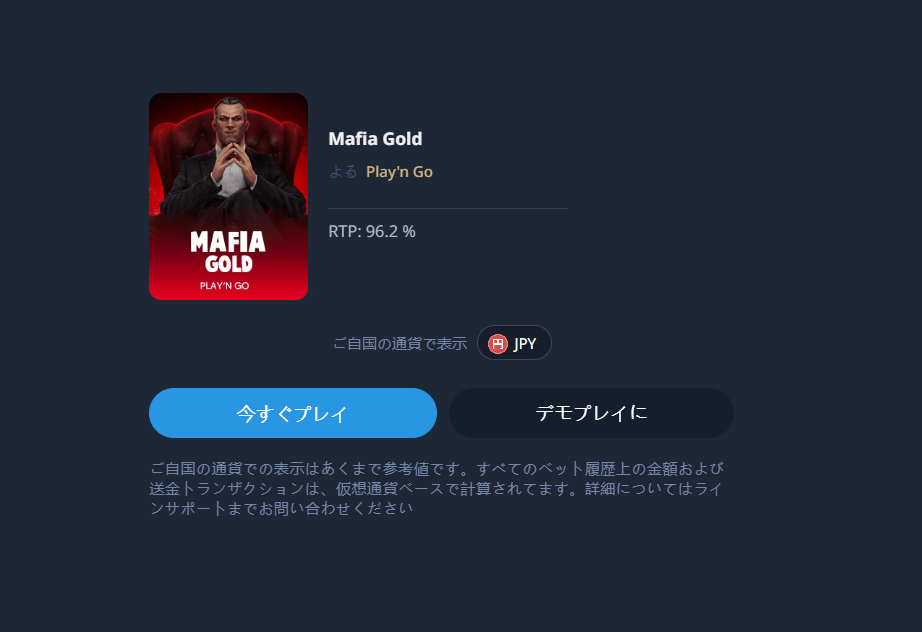 MAFIA
GOLD
PLAY'N GO
Mafia Gold
よる Play'n Go
RTP: 96.2 %
ご自国の通貨で表示 円 JPY
今すぐプレイ デモプレイに
ご自国の通貨での表示はあくまで参考値です。すべてのベット履歴上の金額および
送金トランザクションは、仮想通貨ベースで計算されてます。詳細についてはライ
ンサポートまでお問い合わせください